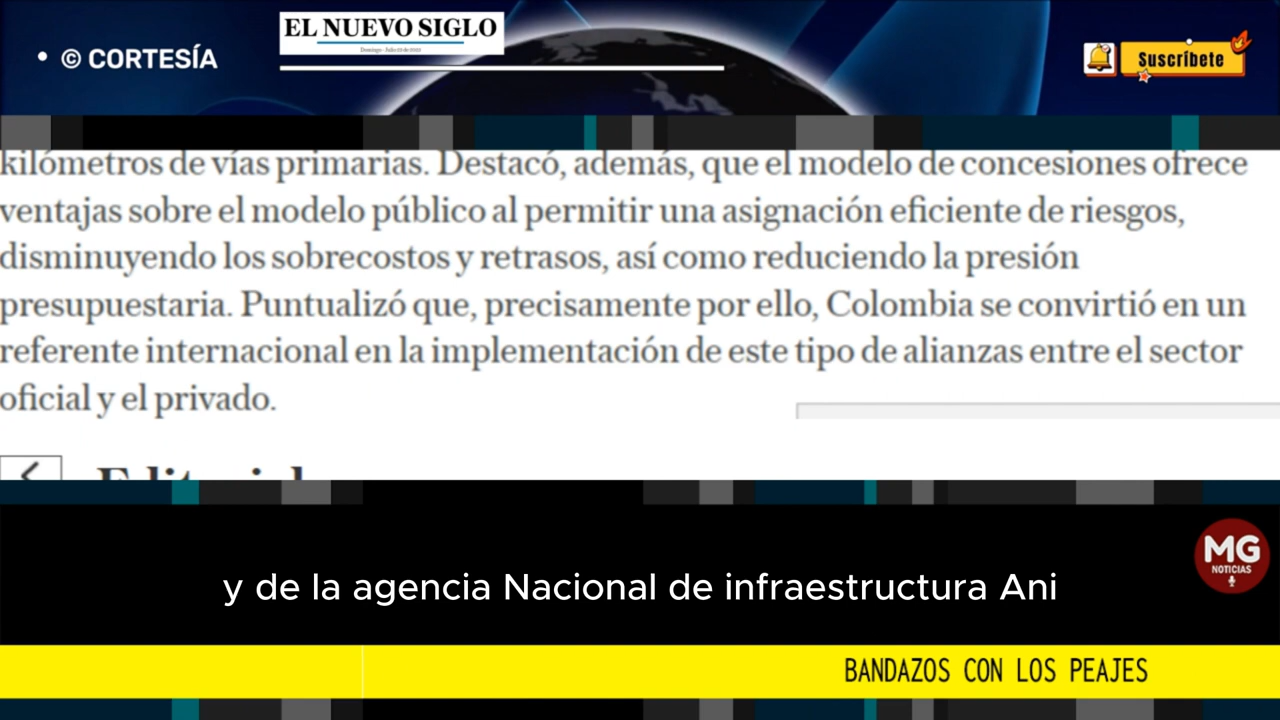 • © CORTESÍA
EL NUEVO SIGLO
Suscríbete
kilómetros de vías primarias. Destacó, además, que el modelo de concesiones ofrece
ventajas sobre el modelo público al permitir una asignación eficiente de riesgos,
disminuyendo los sobrecostos y retrasos, así como reduciendo la presión
presupuestaria. Puntualizó que, precisamente por ello, Colombia se convirtió en un
referente internacional en la implementación de este tipo de alianzas entre el sector
oficial y el privado.
MG
NOTICIAS
y de la agencia Nacional de infraestructura Ani
BANDAZOS CON LOS PEAJES